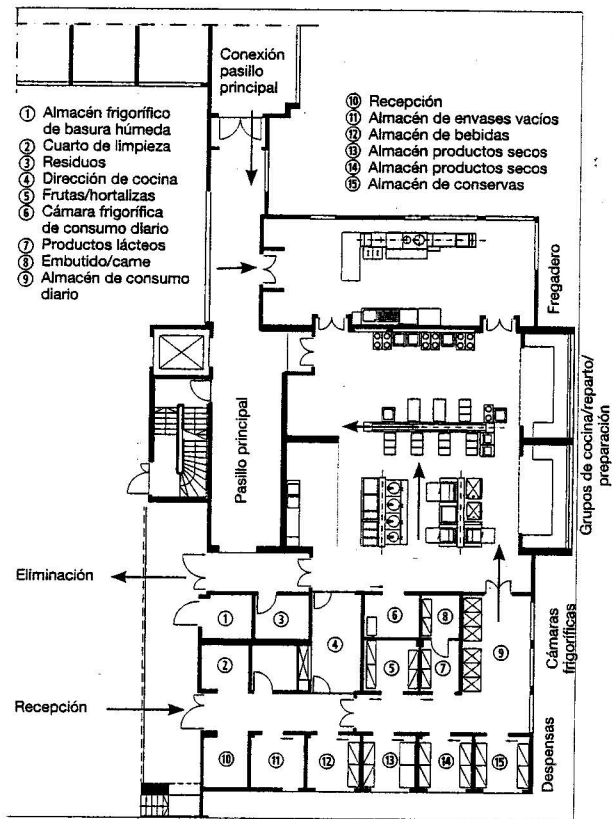 Conexión
pasillo
principal
① Almacén frigorífico
de basura húmeda
② Cuarto de limpieza
③ Residuos
④ Dirección de cocina
⑤ Frutas/hortalizas
⑥ Cámara frigorífica
de consumo diario
⑦ Productos lácteos
⑧ Embutido/carne
⑨ Almacén de consumo
diario
⑩ Recepción
⑪ Almacén de envases vacíos
⑫ Almacén de bebidas
⑬ Almacén productos secos
⑭ Almacén productos secos
⑮ Almacén de conservas
Fregadero
Pasillo principal
Grupos de cocina/reparto/
preparación
Eliminación
① ③ ④ ⑥ ⑧
② ⑤ ⑦ ⑨
Cámaras
frigoríficas
Recepción
Despensas
⑩ ⑪ ⑫ ⑬ ⑭ ⑮